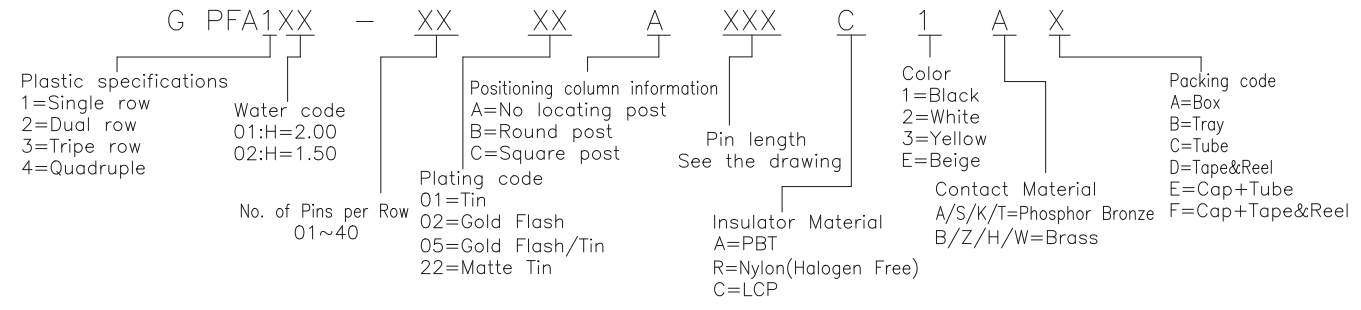 G PFA1XX - XX XX A XXX C 1 A X
Plastic specifications
1=Single row
2=Dual row
3=Tripe row
4=Quadruple
Water code
01:H=2.00
02:H=1.50
No. of Pins per Row
01~40
Plating code
01=Tin
02=Gold Flash
05=Gold Flash/Tin
22=Matte Tin
Positioning column information
A=No locating post
B=Round post
C=Square post
Pin length
See the drawing
Insulator Material
A=PBT
R=Nylon(Halogen Free)
C=LCP
Color
1=Black
2=White
3=Yellow
E=Beige
Contact Material
A/S/K/T=Phosphor Bronze
B/Z/H/W=Brass
Packing code
A=Box
B=Tray
C=Tube
D=Tape&Reel
E=Cap+Tube
F=Cap+Tape&Reel